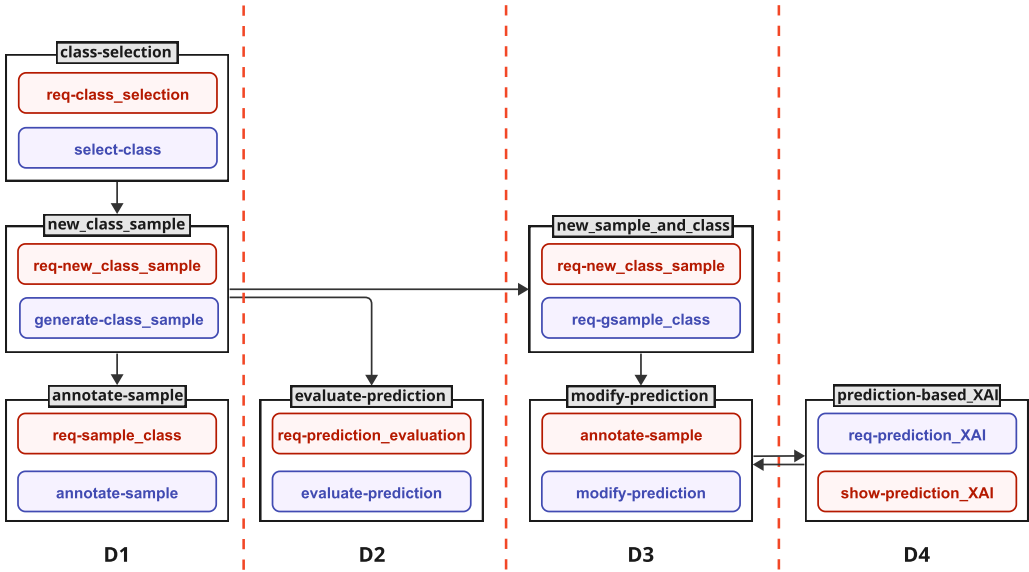 class-selection
req-class_selection
select-class
new_class_sample
req-new_class_sample
generate-class_sample
new_sample_and_class
req-new_class_sample
req-gsample_class
annotate-sample
req-sample_class
annotate-sample
evaluate-prediction
req-prediction_evaluation
evaluate-prediction
modify-prediction
annotate-sample
modify-prediction
prediction-based_XAI
req-prediction_XAI
show-prediction_XAI
D1
D2
D3
D4